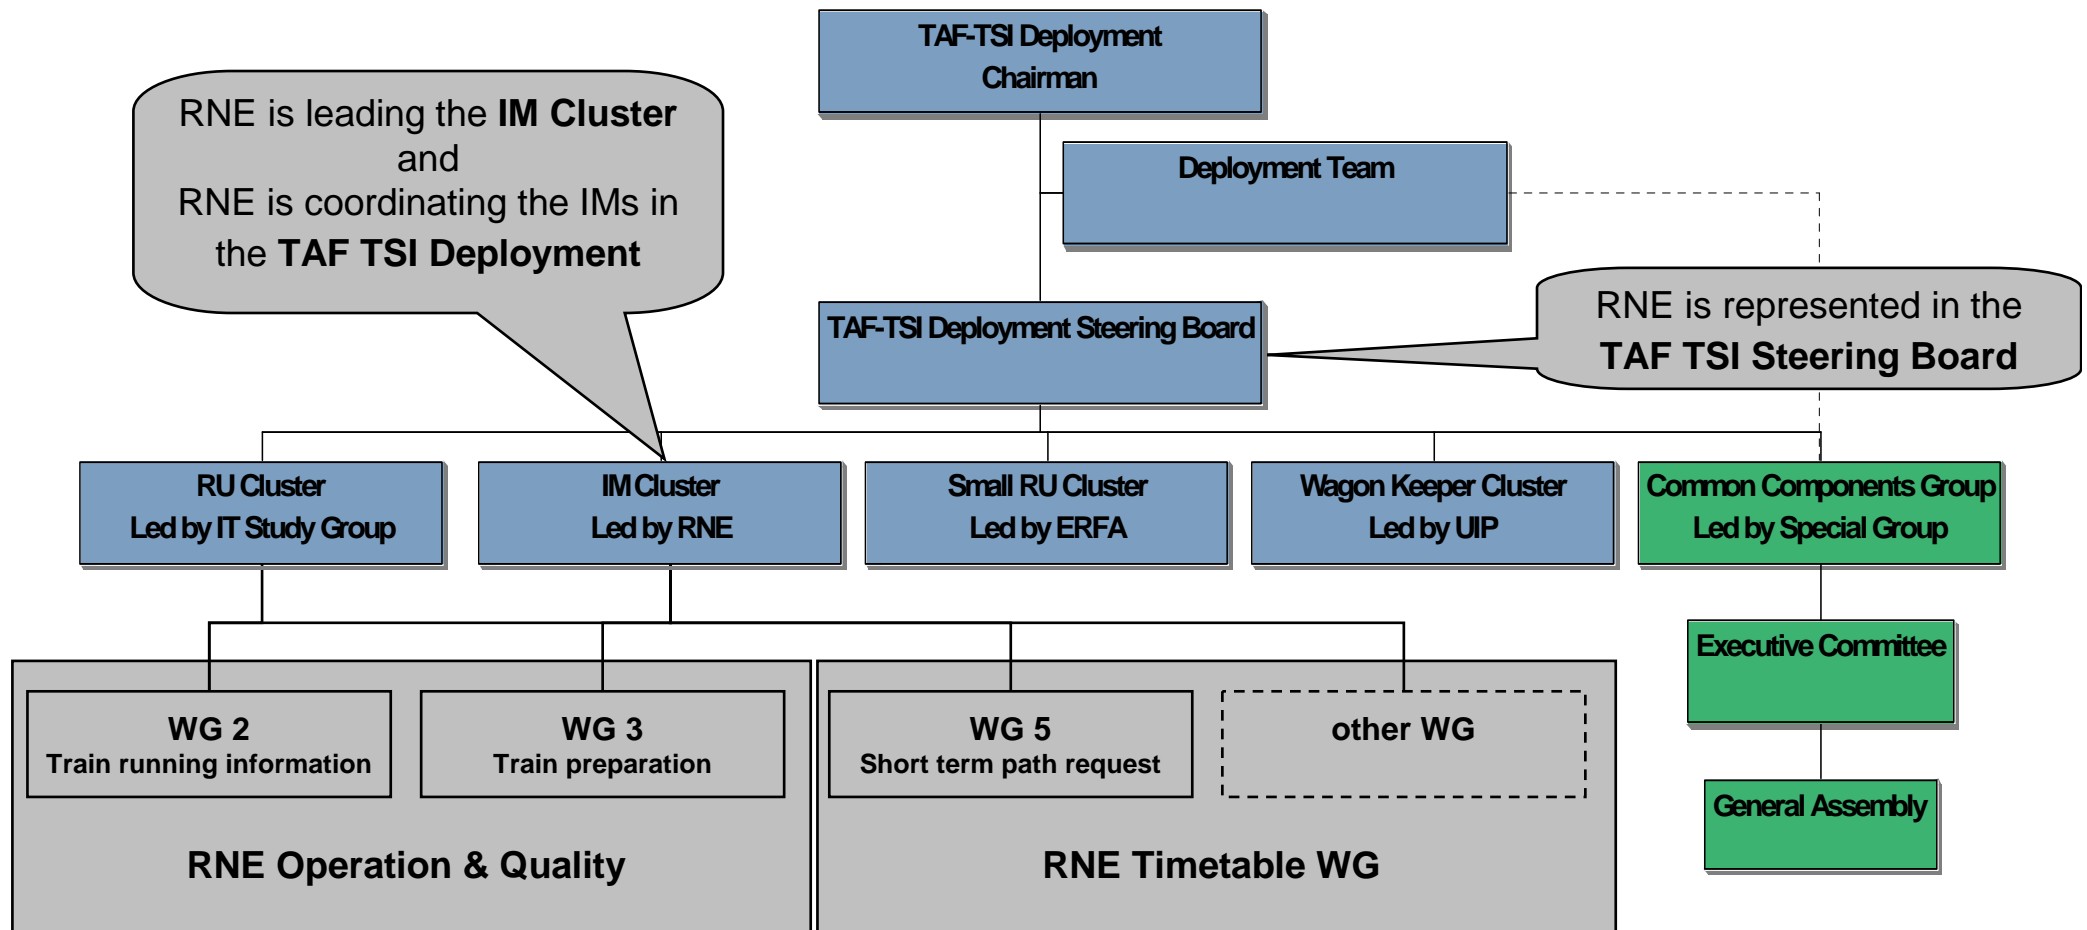 TAF-TSI Deployment
Chairman
RNE is leading the IM Cluster
and
RNE is coordinating the IMs in
the TAF TSI Deployment
Deployment Team
TAF-TSI Deployment Steering Board
RNE is represented in the
TAF TSI Steering Board
RU Cluster
Led by IT Study Group
IM Cluster
Led by RNE
Small RU Cluster
Led by ERFA
Wagon Keeper Cluster
Led by UIP
Common Components Group
Led by Special Group
Executive Committee
General Assembly
WG 2
Train running information
WG 3
Train preparation
WG 5
Short term path request
other WG
RNE Operation & Quality
RNE Timetable WG